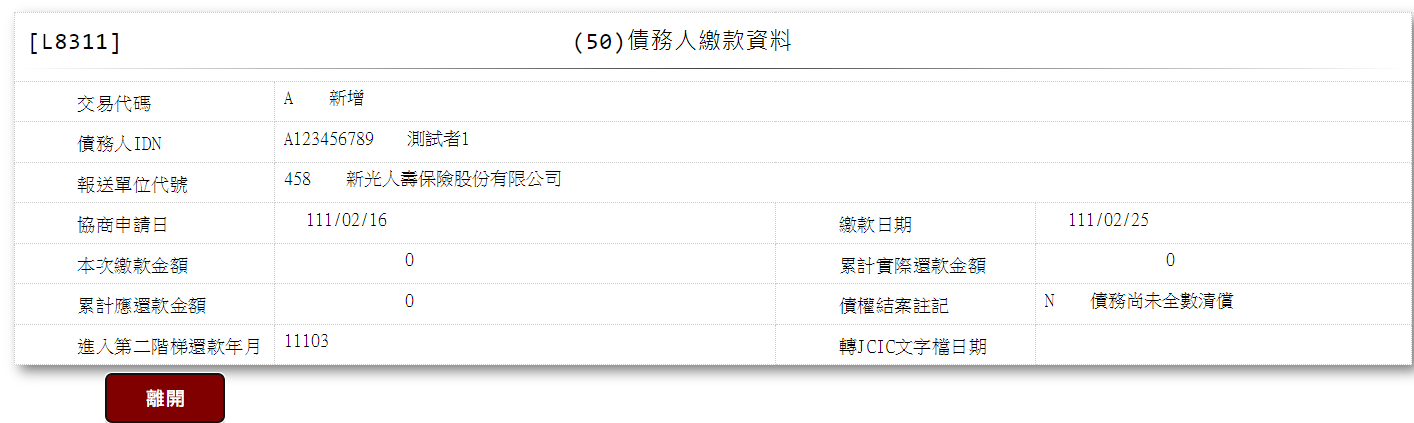 [L8311] (50)債務人繳款資料
交易代碼 A 新增
債務人IDN A123456789 測試者1
報送單位代號 458 新光人壽保險股份有限公司
協商申請日 111/02/16 繳款日期 111/02/25
本次繳款金額 0 累計實際還款金額 0
累計應還款金額 0 債權結案註記 N 債務尚未全數清償
進入第二階梯還款年月 11103 轉JCIC文字檔日期
離開